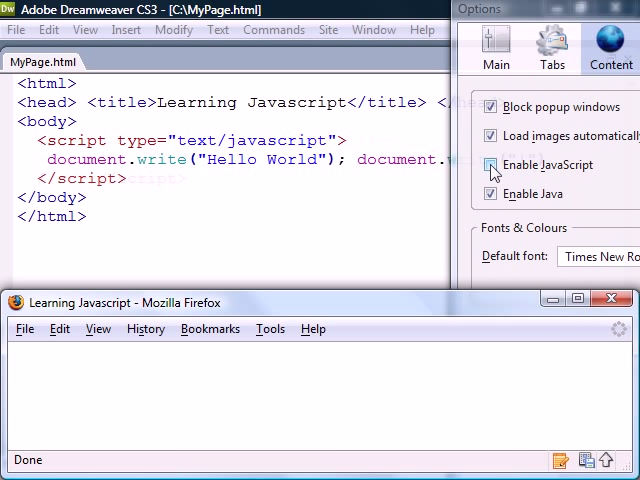 Dw Adobe Dreamweaver CS3 - [C:\MyPage.html]
File Edit View Insert Modify Text Commands Site Window Help
MyPage.html
<html>
<head> <title>Learning Javascript</title> </head>
<body>
<script type="text/javascript">
document.write("Hello World"); document.w
</script>
</body>
</html>
Options
Main Tabs Content
Block popup windows
Load images automatically
Enable JavaScript
Enable Java
Fonts & Colours
Default font: Times New Ro
Learning Javascript - Mozilla Firefox
File Edit View History Bookmarks Tools Help
Done